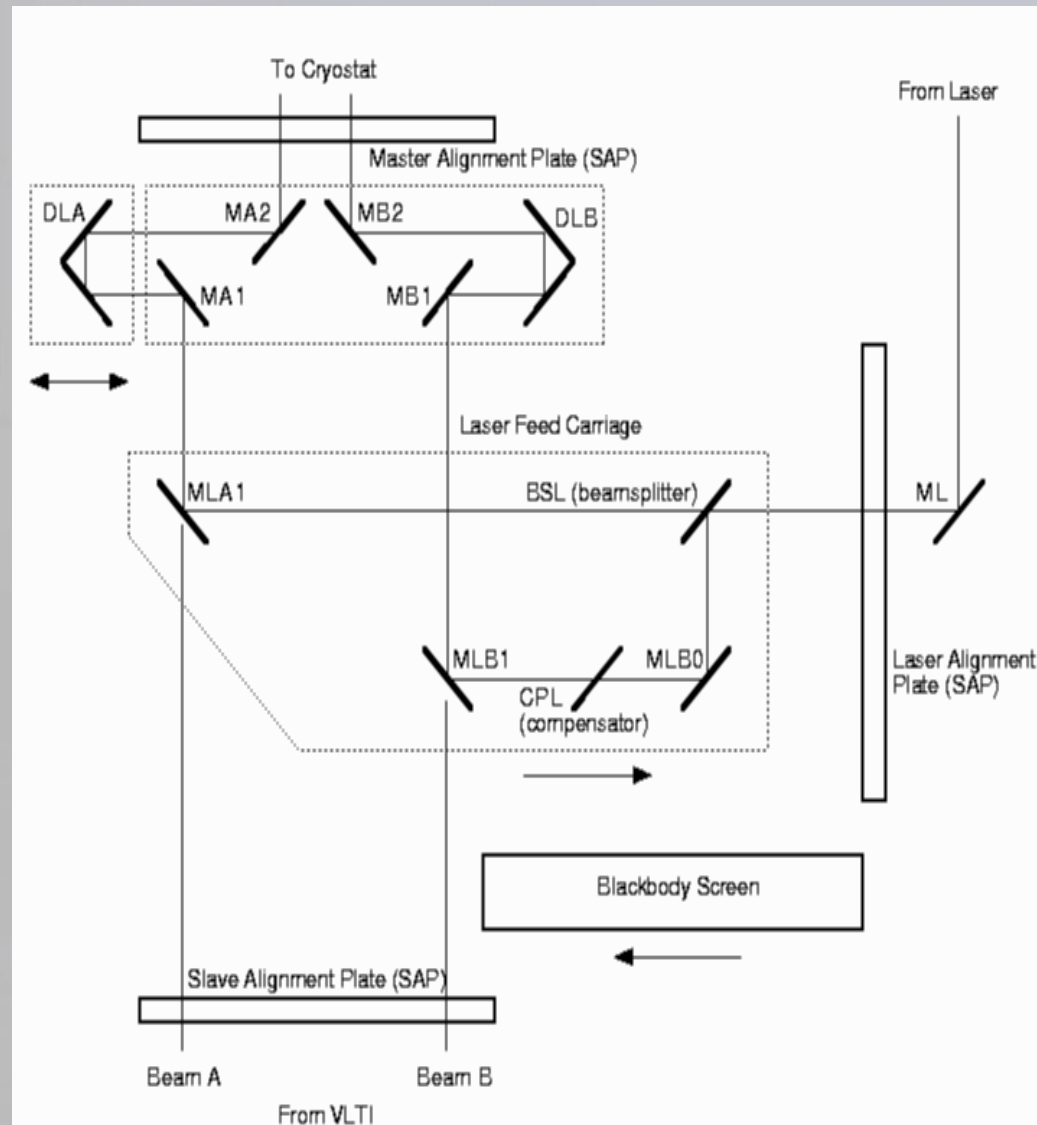 To Cryostat
From Laser
Master Alignment Plate (SAP)
DLA
MA2
MB2
DLB
MA1
MB1
Laser Feed Carriage
MLA1
BSL (beamsplitter)
ML
MLB1
MLB0
CPL
(compensator)
Laser Alignment
Plate (SAP)
Blackbody Screen
Slave Alignment Plate (SAP)
Beam A
Beam B
From VLTI